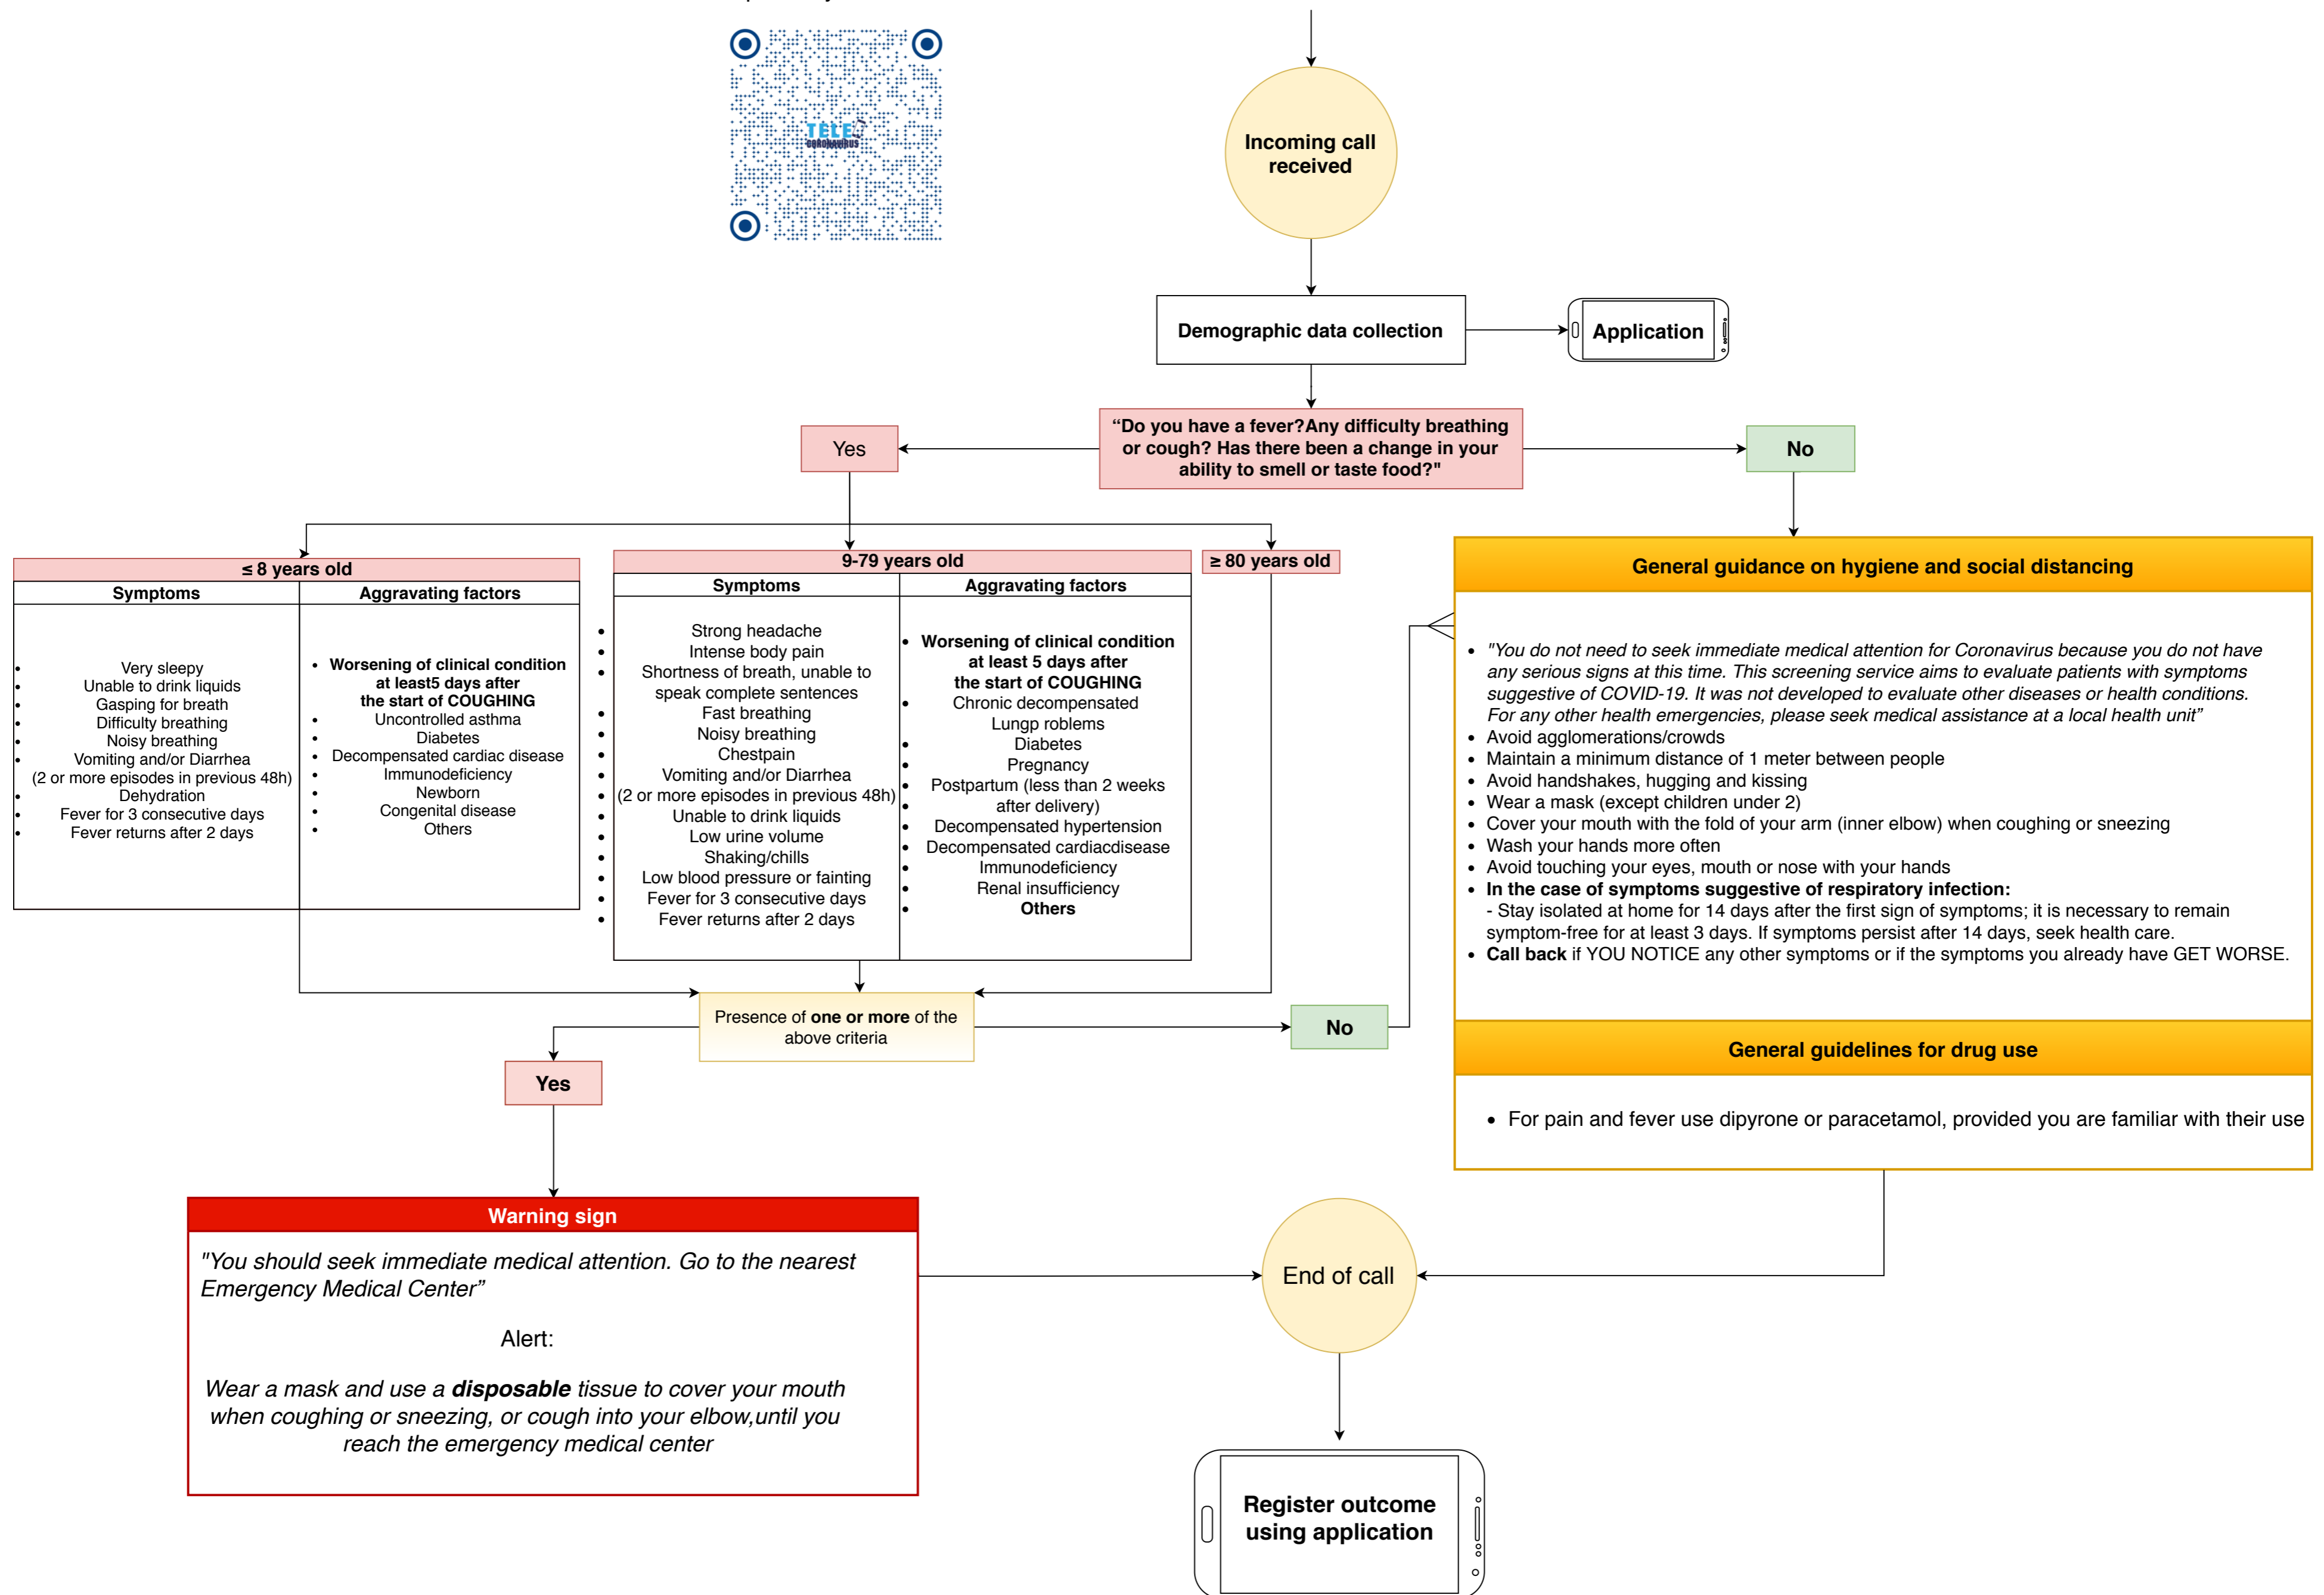 TELE
CORONAVÍRUS
Incoming call
received
Demographic data collection
Application
“Do you have a fever?Any difficulty breathing
or cough? Has there been a change in your
ability to smell or taste food?"
Yes
No
≤ 8 years old
Symptoms
Aggravating factors
Very sleepy
Unable to drink liquids
Gasping for breath
Difficulty breathing
Noisy breathing
Vomiting and/or Diarrhea
(2 or more episodes in previous 48h)
Dehydration
Fever for 3 consecutive days
Fever returns after 2 days
Worsening of clinical condition
at least5 days after
the start of COUGHING
Uncontrolled asthma
Diabetes
Decompensated cardiac disease
Immunodeficiency
Newborn
Congenital disease
Others
9-79 years old
Symptoms
Aggravating factors
Strong headache
Intense body pain
Shortness of breath, unable to
speak complete sentences
Fast breathing
Noisy breathing
Chestpain
Vomiting and/or Diarrhea
(2 or more episodes in previous 48h)
Unable to drink liquids
Low urine volume
Shaking/chills
Low blood pressure or fainting
Fever for 3 consecutive days
Fever returns after 2 days
Worsening of clinical condition
at least 5 days after
the start of COUGHING
Chronic decompensated
Lungp roblems
Diabetes
Pregnancy
Postpartum (less than 2 weeks
after delivery)
Decompensated hypertension
Decompensated cardiacdisease
Immunodeficiency
Renal insufficiency
Others
≥ 80 years old
General guidance on hygiene and social distancing
"You do not need to seek immediate medical attention for Coronavirus because you do not have
any serious signs at this time. This screening service aims to evaluate patients with symptoms
suggestive of COVID-19. It was not developed to evaluate other diseases or health conditions.
For any other health emergencies, please seek medical assistance at a local health unit”
Avoid agglomerations/crowds
Maintain a minimum distance of 1 meter between people
Avoid handshakes, hugging and kissing
Wear a mask (except children under 2)
Cover your mouth with the fold of your arm (inner elbow) when coughing or sneezing
Wash your hands more often
Avoid touching your eyes, mouth or nose with your hands
In the case of symptoms suggestive of respiratory infection:
- Stay isolated at home for 14 days after the first sign of symptoms; it is necessary to remain
symptom-free for at least 3 days. If symptoms persist after 14 days, seek health care.
Call back if YOU NOTICE any other symptoms or if the symptoms you already have GET WORSE.
General guidelines for drug use
For pain and fever use dipyrone or paracetamol, provided you are familiar with their use
Presence of one or more of the
above criteria
No
Yes
Warning sign
"You should seek immediate medical attention. Go to the nearest
Emergency Medical Center”
Alert:
Wear a mask and use a disposable tissue to cover your mouth
when coughing or sneezing, or cough into your elbow,until you
reach the emergency medical center
End of call
Register outcome
using application